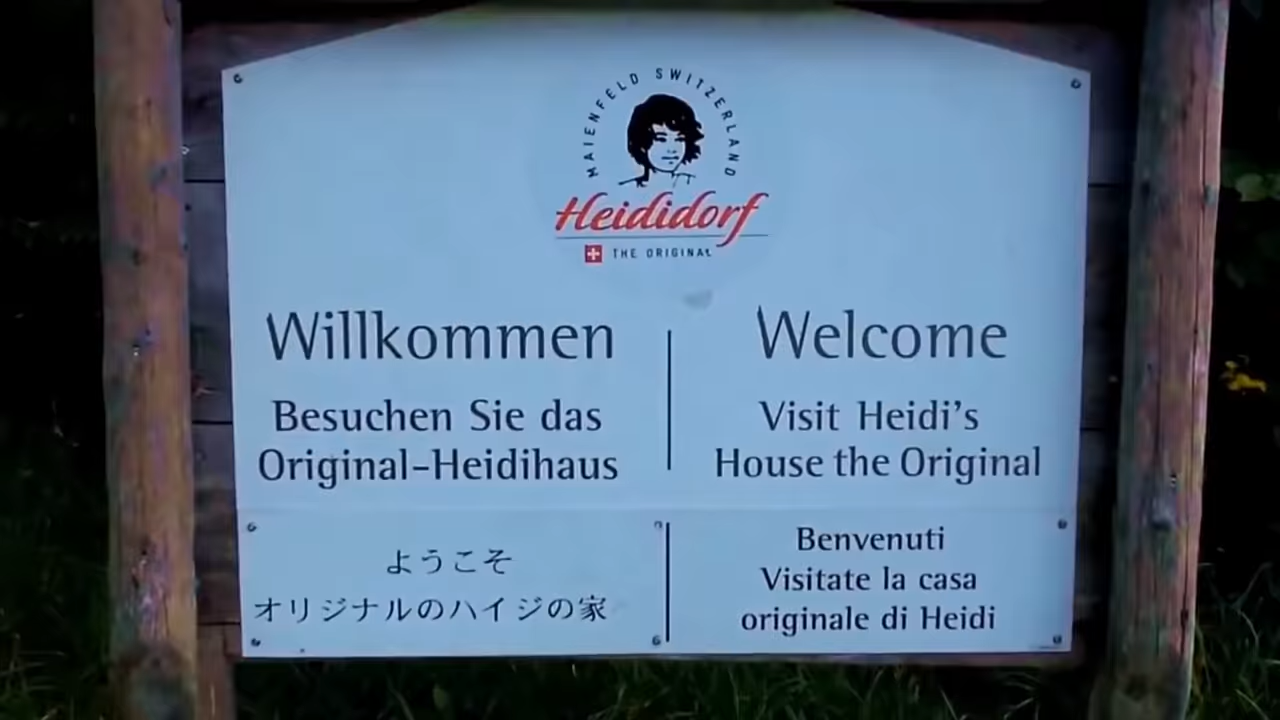 MAIENFELD SWITZERLAND
Heididorf
THE ORIGINAL
Willkommen
Besuchen Sie das
Original-Heidihaus
Welcome
Visit Heidi's
House the Original
ようこそ
オリジナルのハイジの家
Benvenuti
Visitate la casa
originale di Heidi